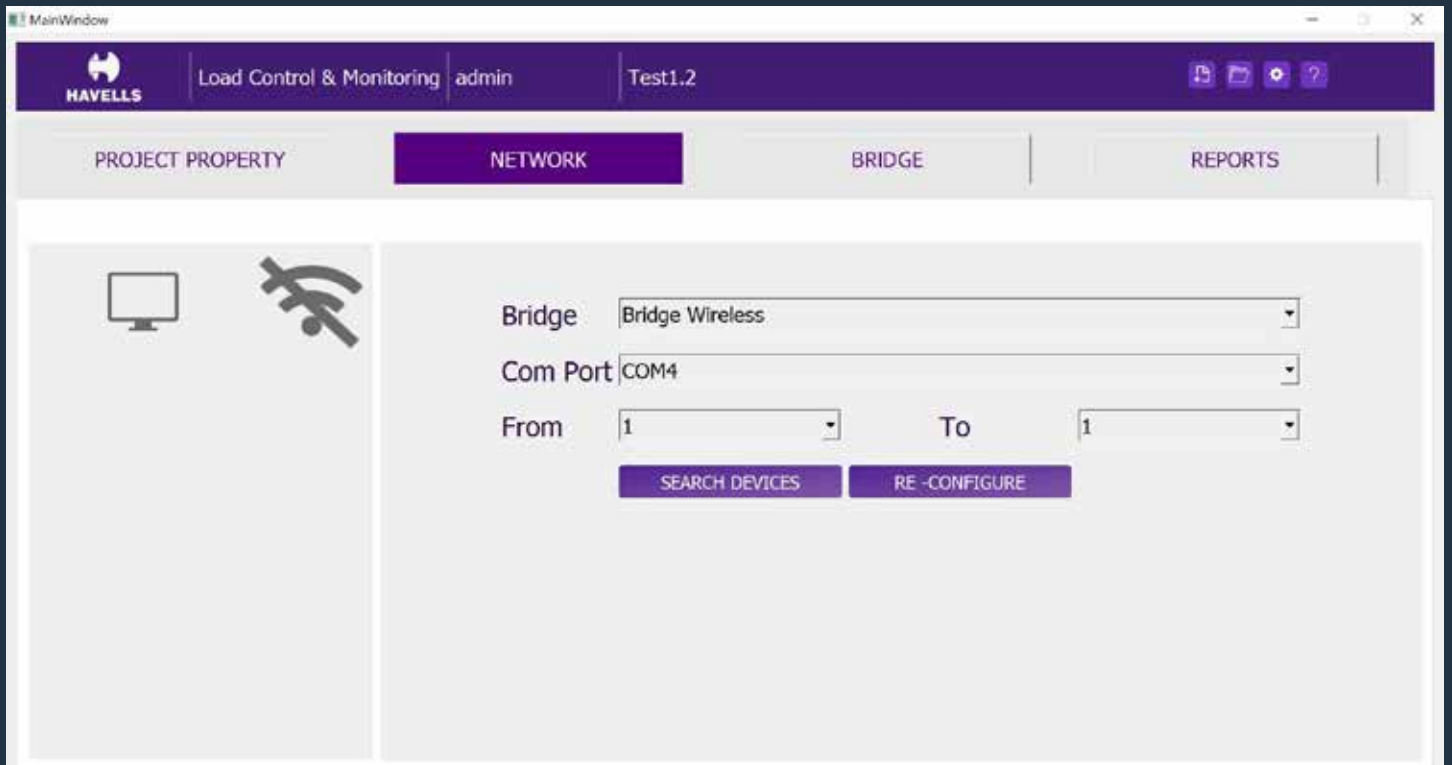 MainWindow
HAVELLS
Load Control & Monitoring admin Test1.2
?
PROJECT PROPERTY NETWORK BRIDGE REPORTS
Bridge Bridge Wireless
Com Port COM4
From 1 To 1
SEARCH DEVICES RE -CONFIGURE